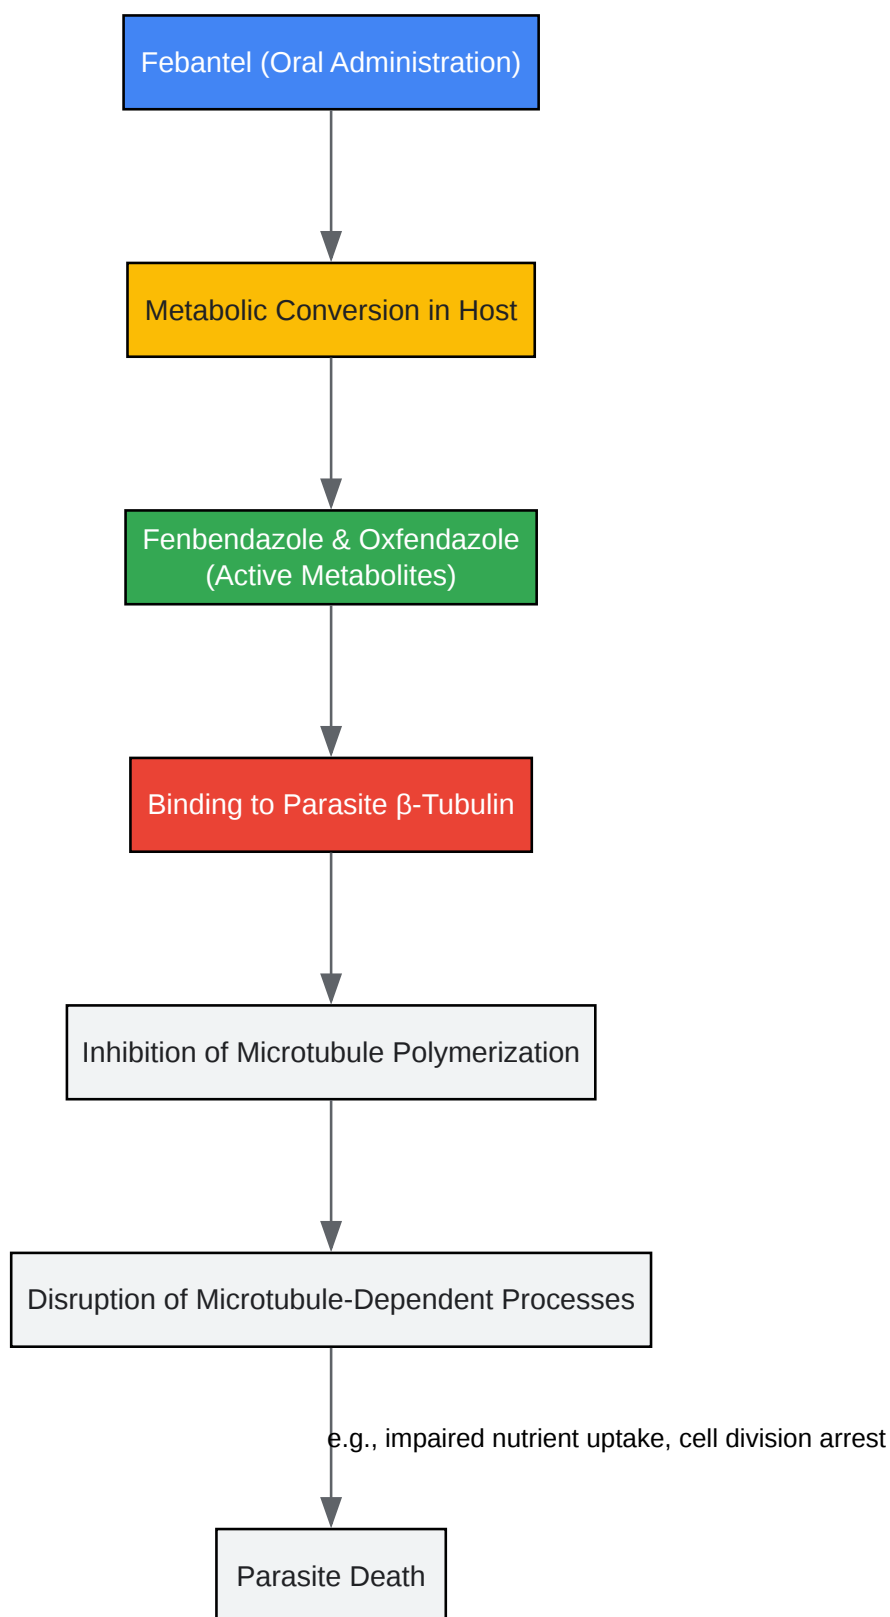 Febantel (Oral Administration)
Metabolic Conversion in Host
Fenbendazole & Oxfendazole
(Active Metabolites)
Binding to Parasite β-Tubulin
Inhibition of Microtubule Polymerization
Disruption of Microtubule-Dependent Processes
e.g., impaired nutrient uptake, cell division arrest
Parasite Death